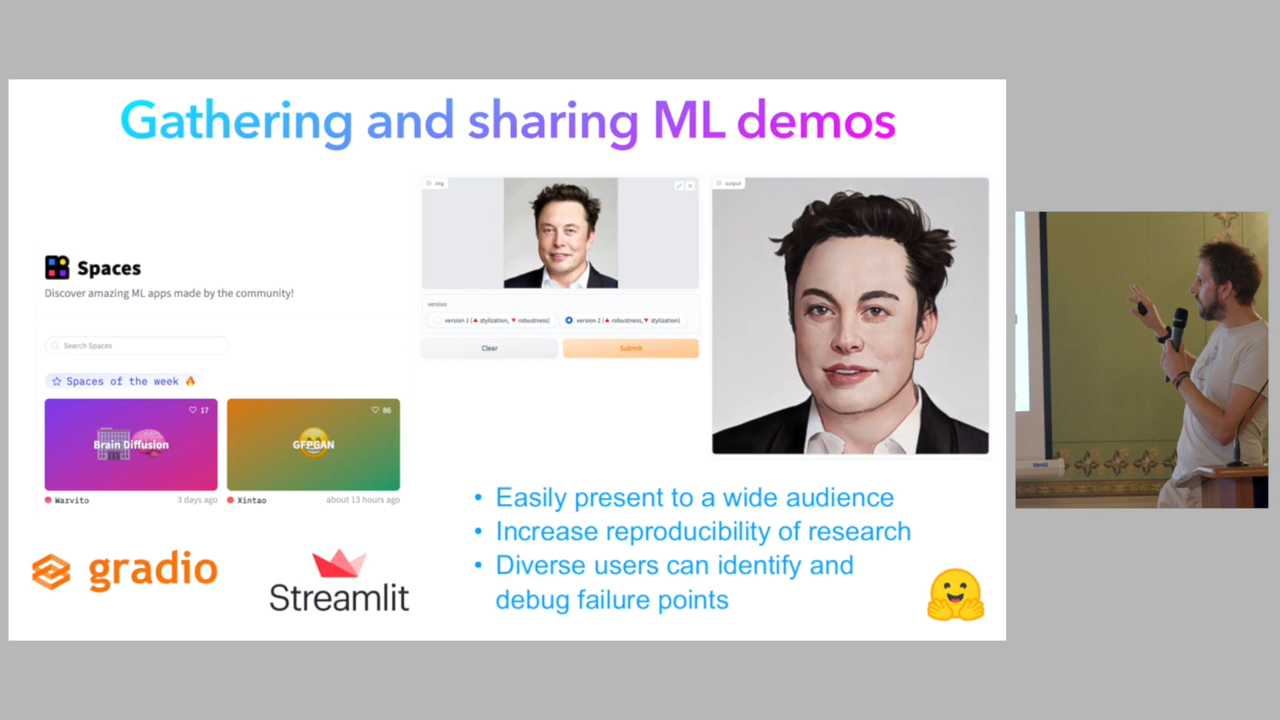 Gathering and sharing ML demos
Spaces
Discover amazing ML apps made by the community!
Search Spaces
Spaces of the week 🔥
17
Brain Diffusion
Warvito
3 days ago
86
GFPGAN
Xintao
about 13 hours ago
gradio
Streamlit
img
version
version 1 (🔺 stylization, 🔻 robustness)
version 2 (🔺 robustness,🔻 stylization)
Clear
Submit
output
• Easily present to a wide audience
• Increase reproducibility of research
• Diverse users can identify and
debug failure points